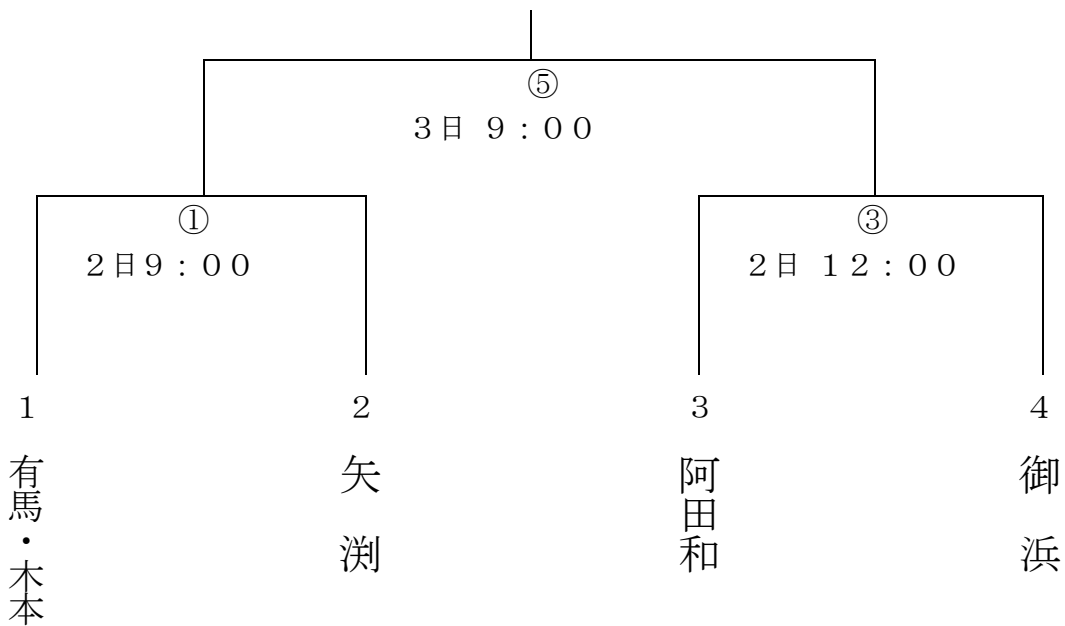 ⑤
３日 ９：００
①
２日９：００
③
２日 １２：００
１
２
３
４
有馬・木本
矢 渕
阿田和
御 浜